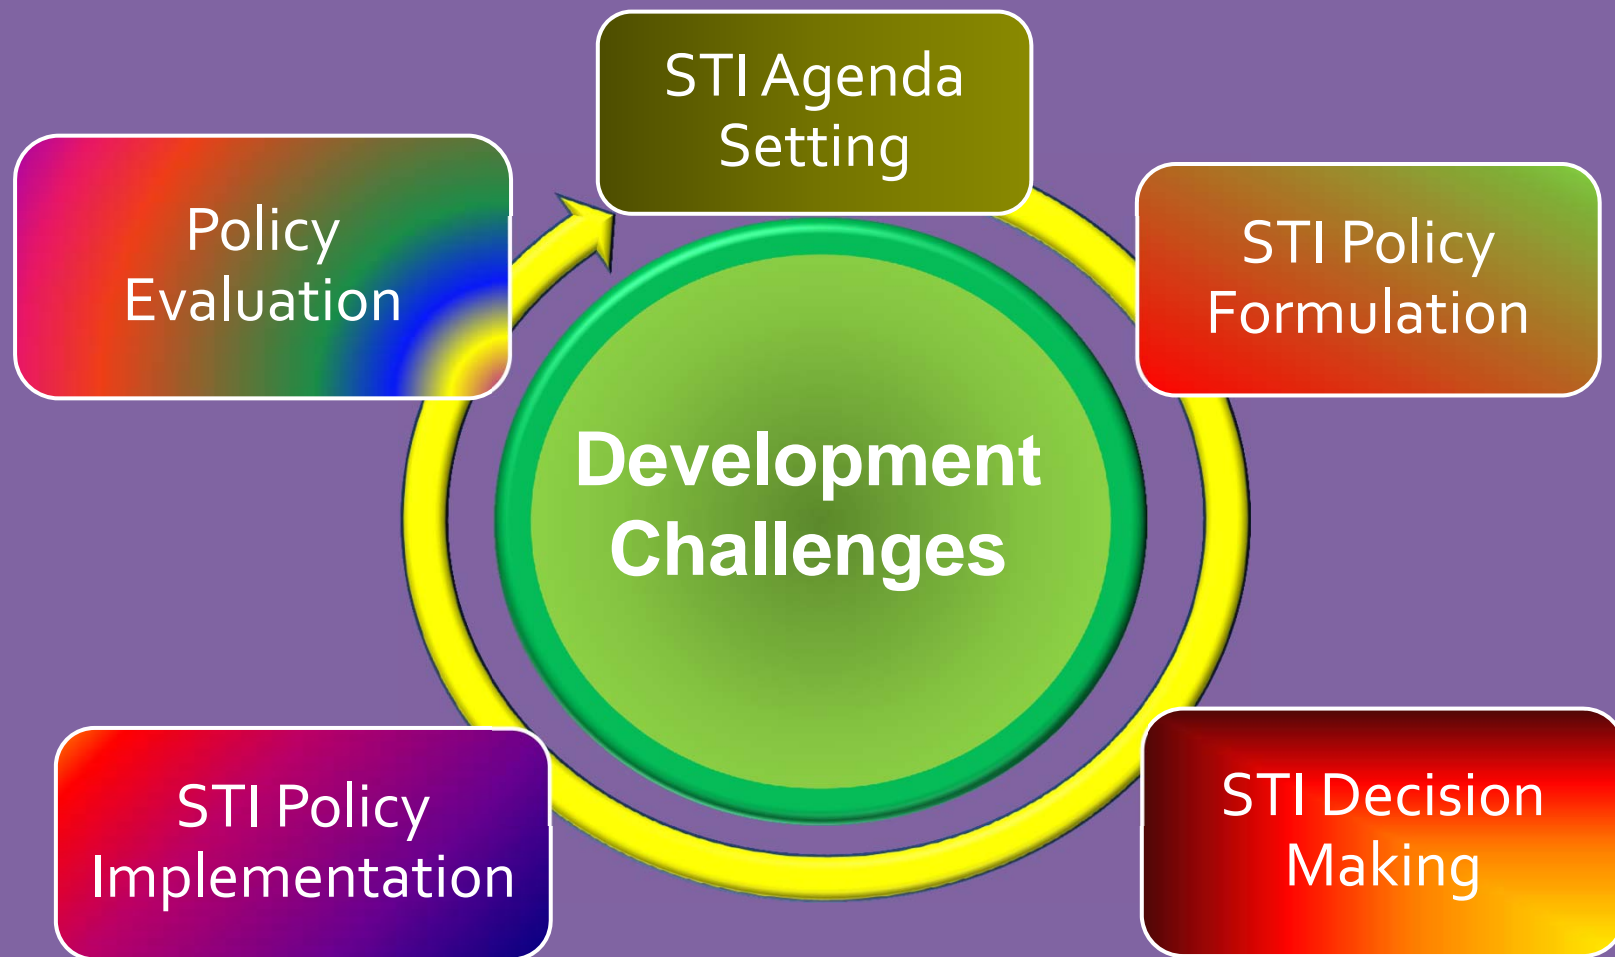 STI Agenda
Setting
STI Policy
Formulation
STI Decision
Making
STI Policy
Implementation
Policy
Evaluation
Development
Challenges